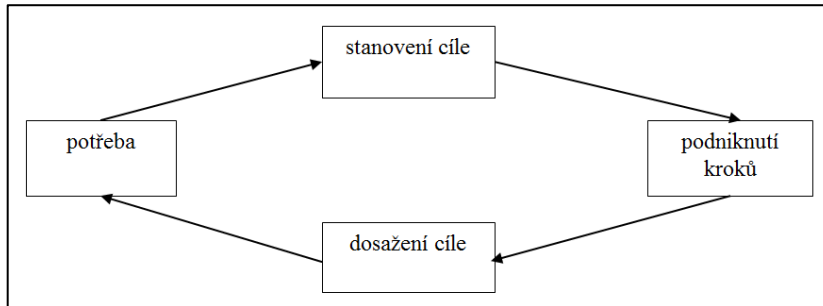 stanovení cíle
potřeba
podniknutí
kroků
dosažení cíle